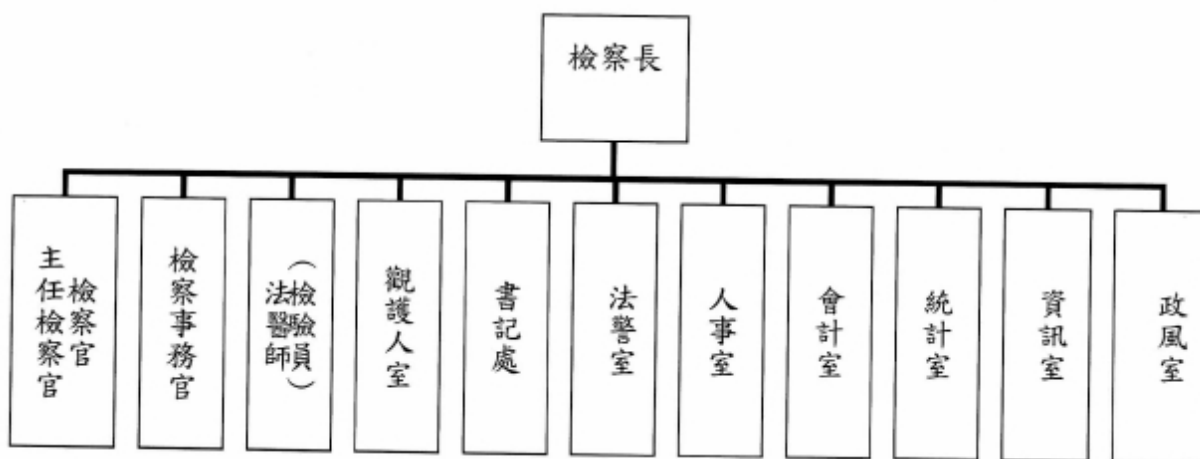 檢察長
主任檢察官
檢察官
檢察事務官
法醫師
（檢驗員）
觀護人室
書記處
法警室
人事室
會計室
統計室
資訊室
政風室